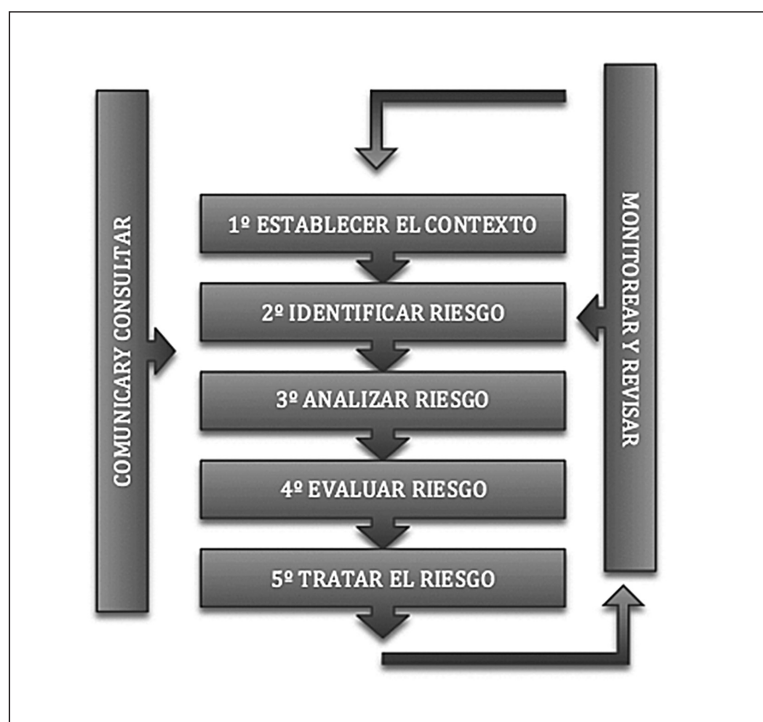 COMUNICAR Y CONSULTAR
1º ESTABLECER EL CONTEXTO
2º IDENTIFICAR RIESGO
3º ANALIZAR RIESGO
4º EVALUAR RIESGO
5º TRATAR EL RIESGO
MONITOREAR Y REVISAR